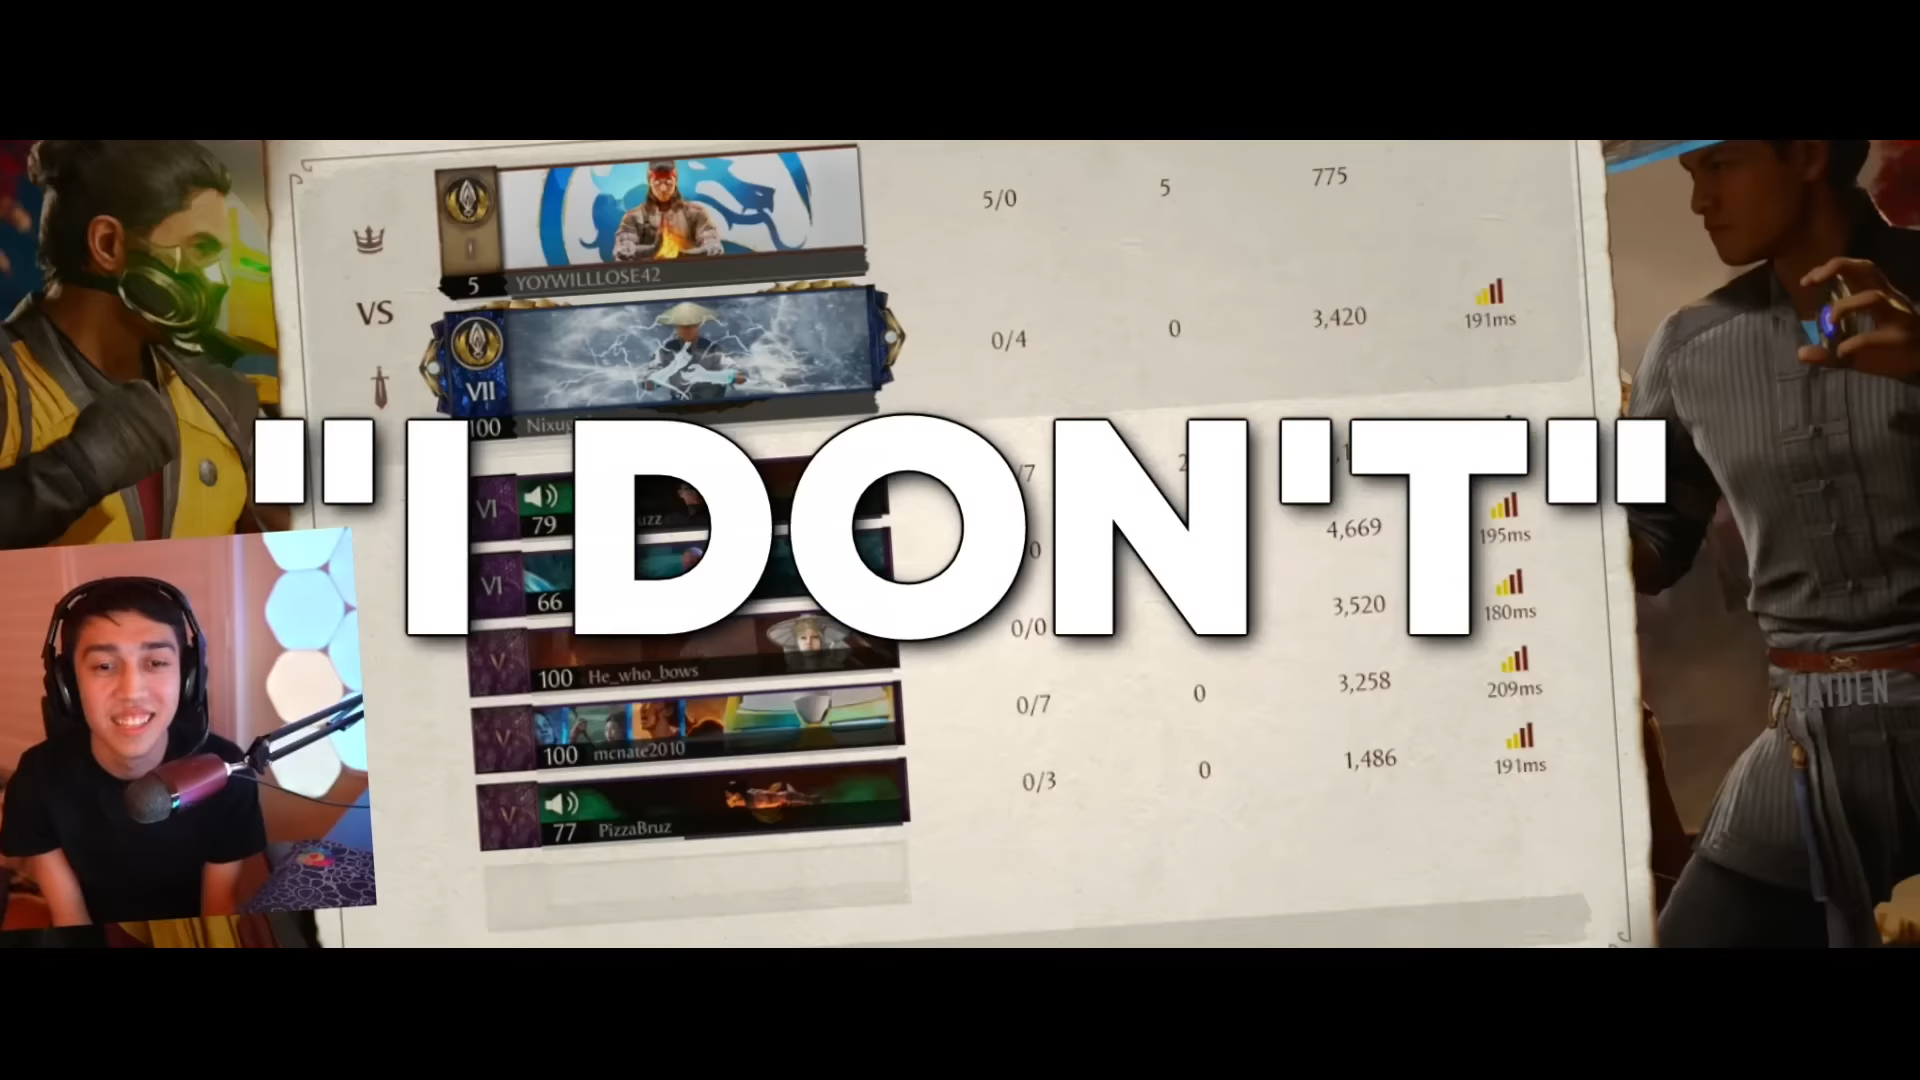 5/0 5 775
5 YOYWILLLOSE42
VS
0/4 0 3,420 191ms
VII
100
"I DON'T"
VI 79
4,669 195ms
VI 66
0/0 3,520 180ms
V 100 He_who_bows
0/7 0 3,258 209ms
V 100 mcnate2010
0/3 0 1,486 191ms
V 77 PizzaBruz
RAIDEN